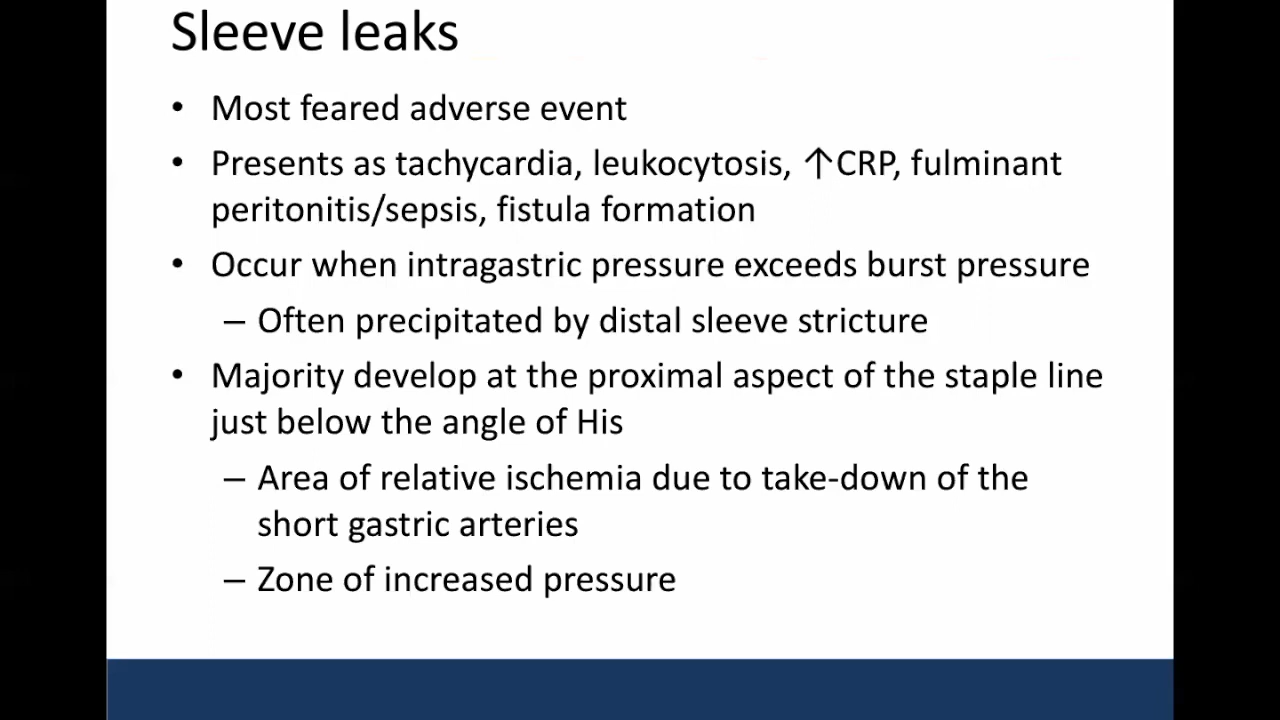 Sleeve leaks
• Most feared adverse event
• Presents as tachycardia, leukocytosis, ↑CRP, fulminant
peritonitis/sepsis, fistula formation
• Occur when intragastric pressure exceeds burst pressure
– Often precipitated by distal sleeve stricture
• Majority develop at the proximal aspect of the staple line
just below the angle of His
– Area of relative ischemia due to take-down of the
short gastric arteries
– Zone of increased pressure